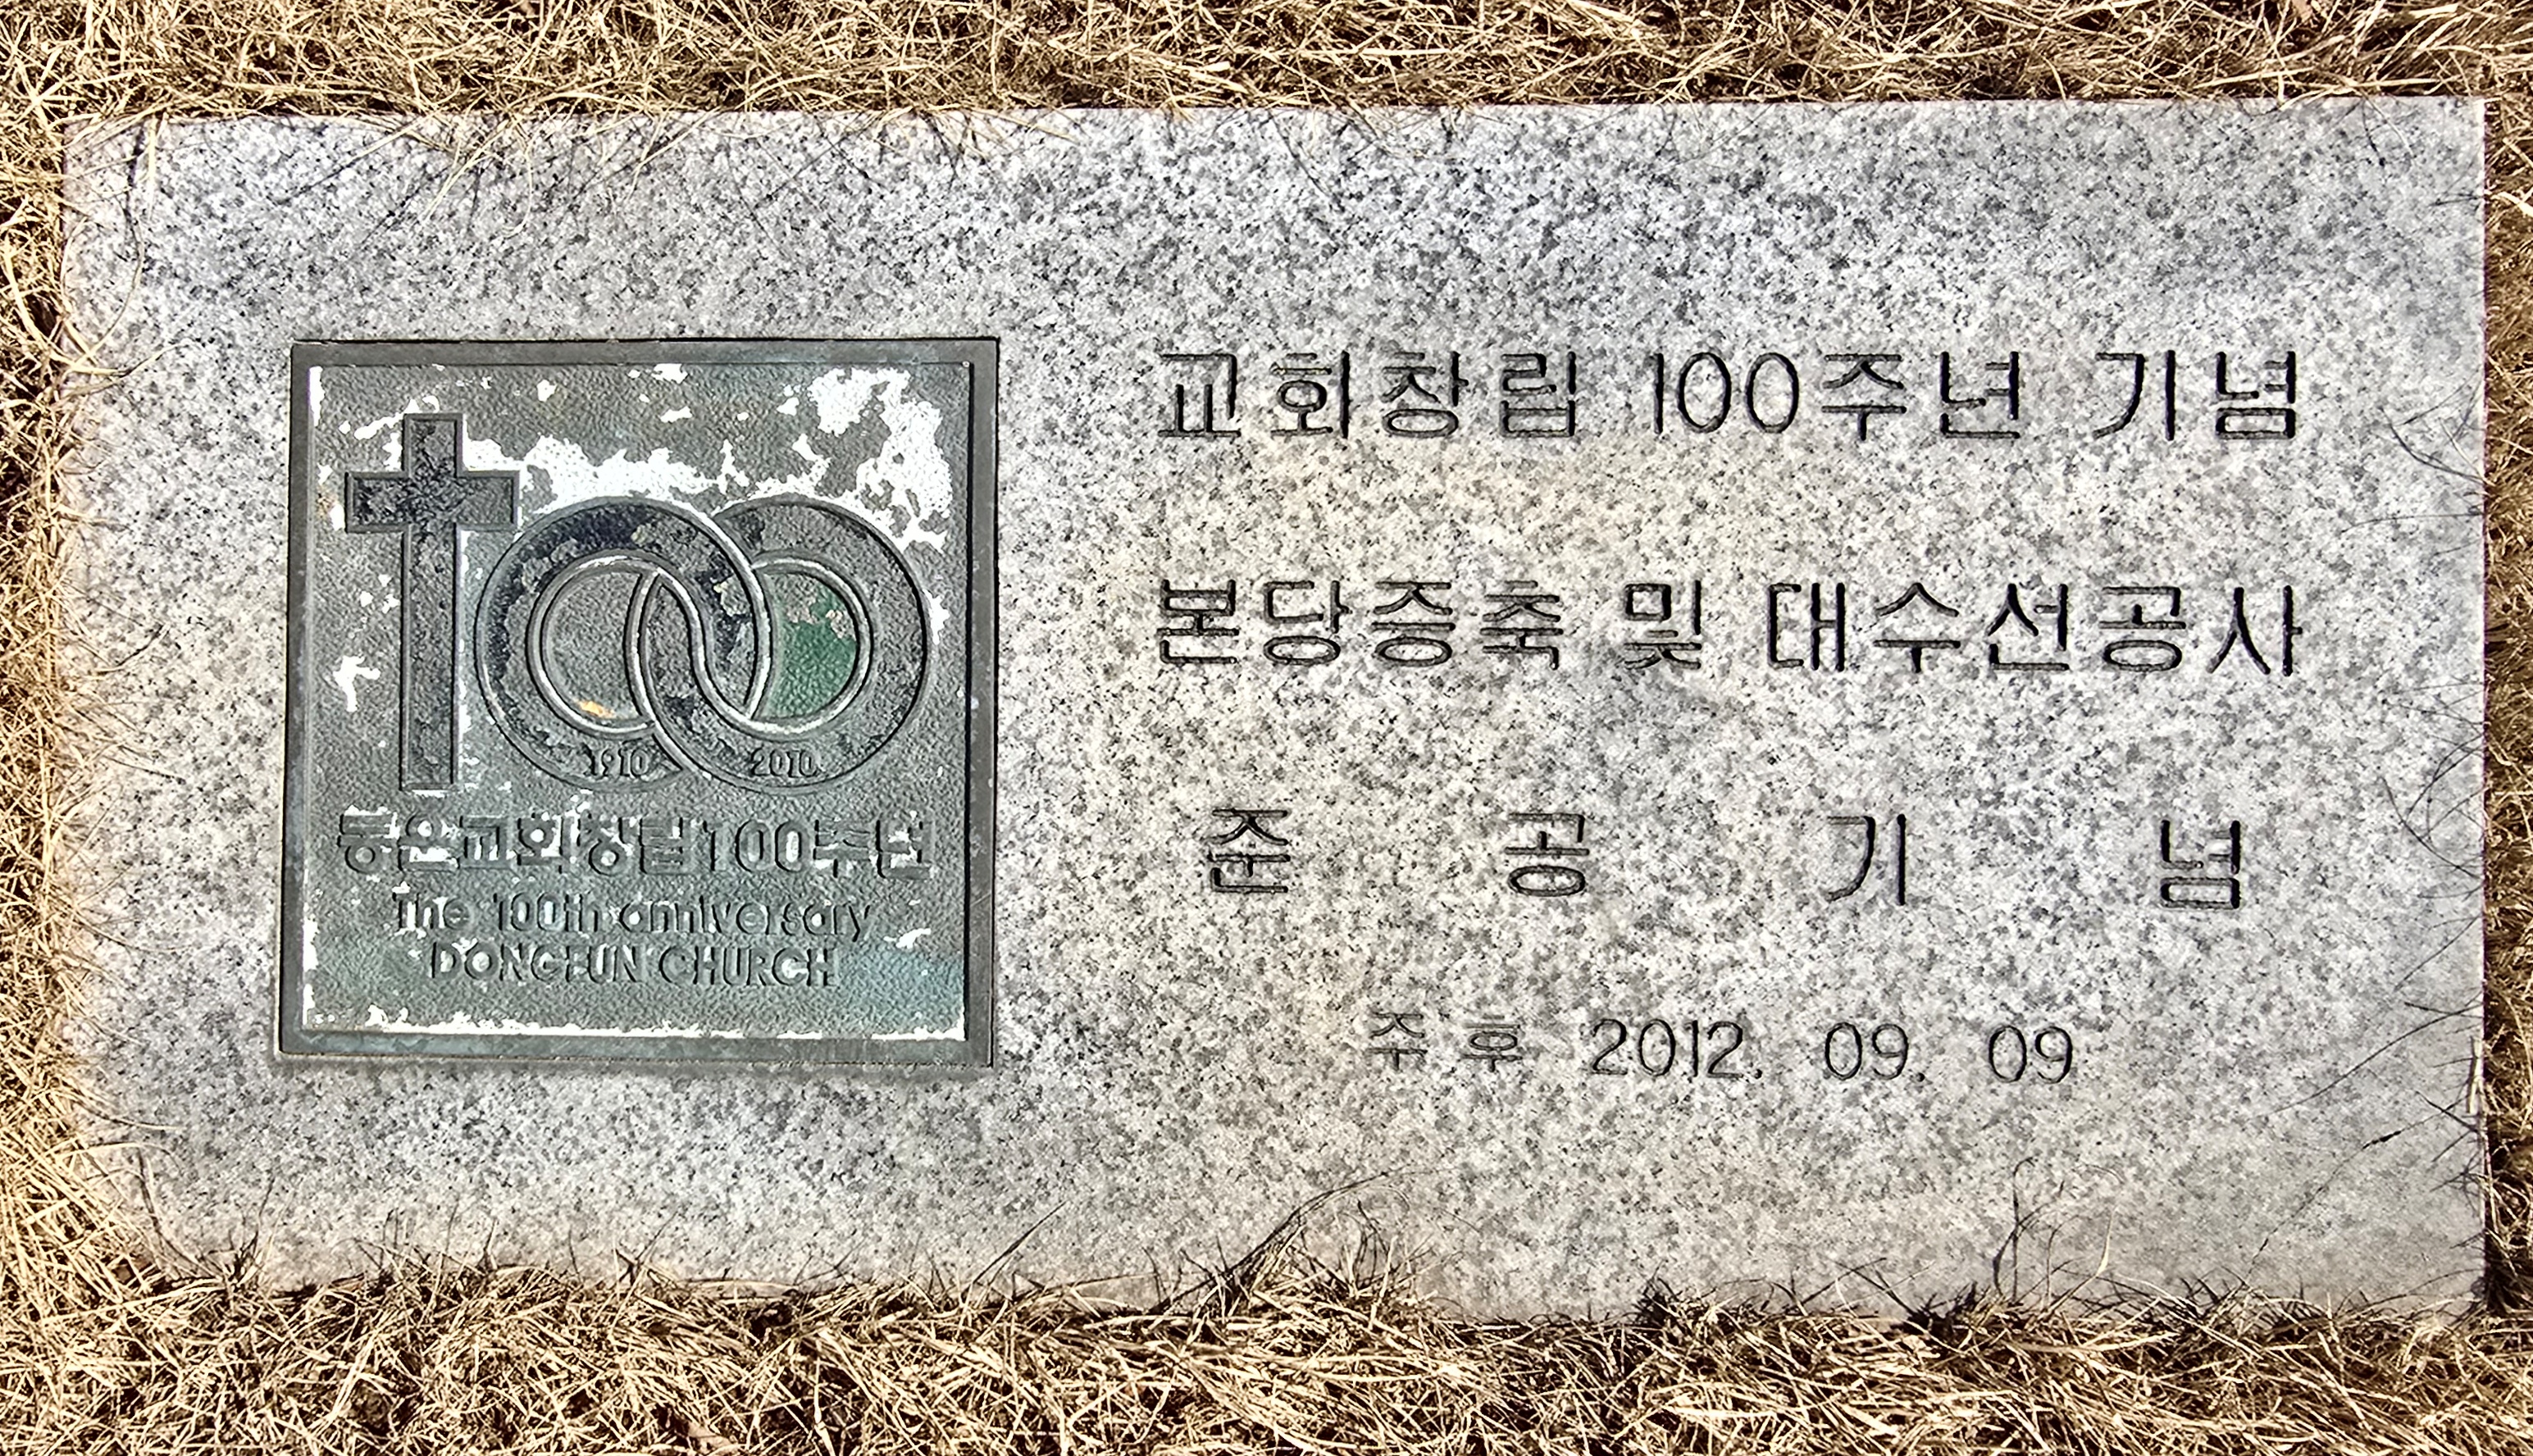 1910
2010
동은교회창립100주년
The 100th anniversary
DONGEUN CHURCH
교회창립 100주년 기념
본당증축 및 대수선공사
준 공 기 념
주후 2012. 09. 09